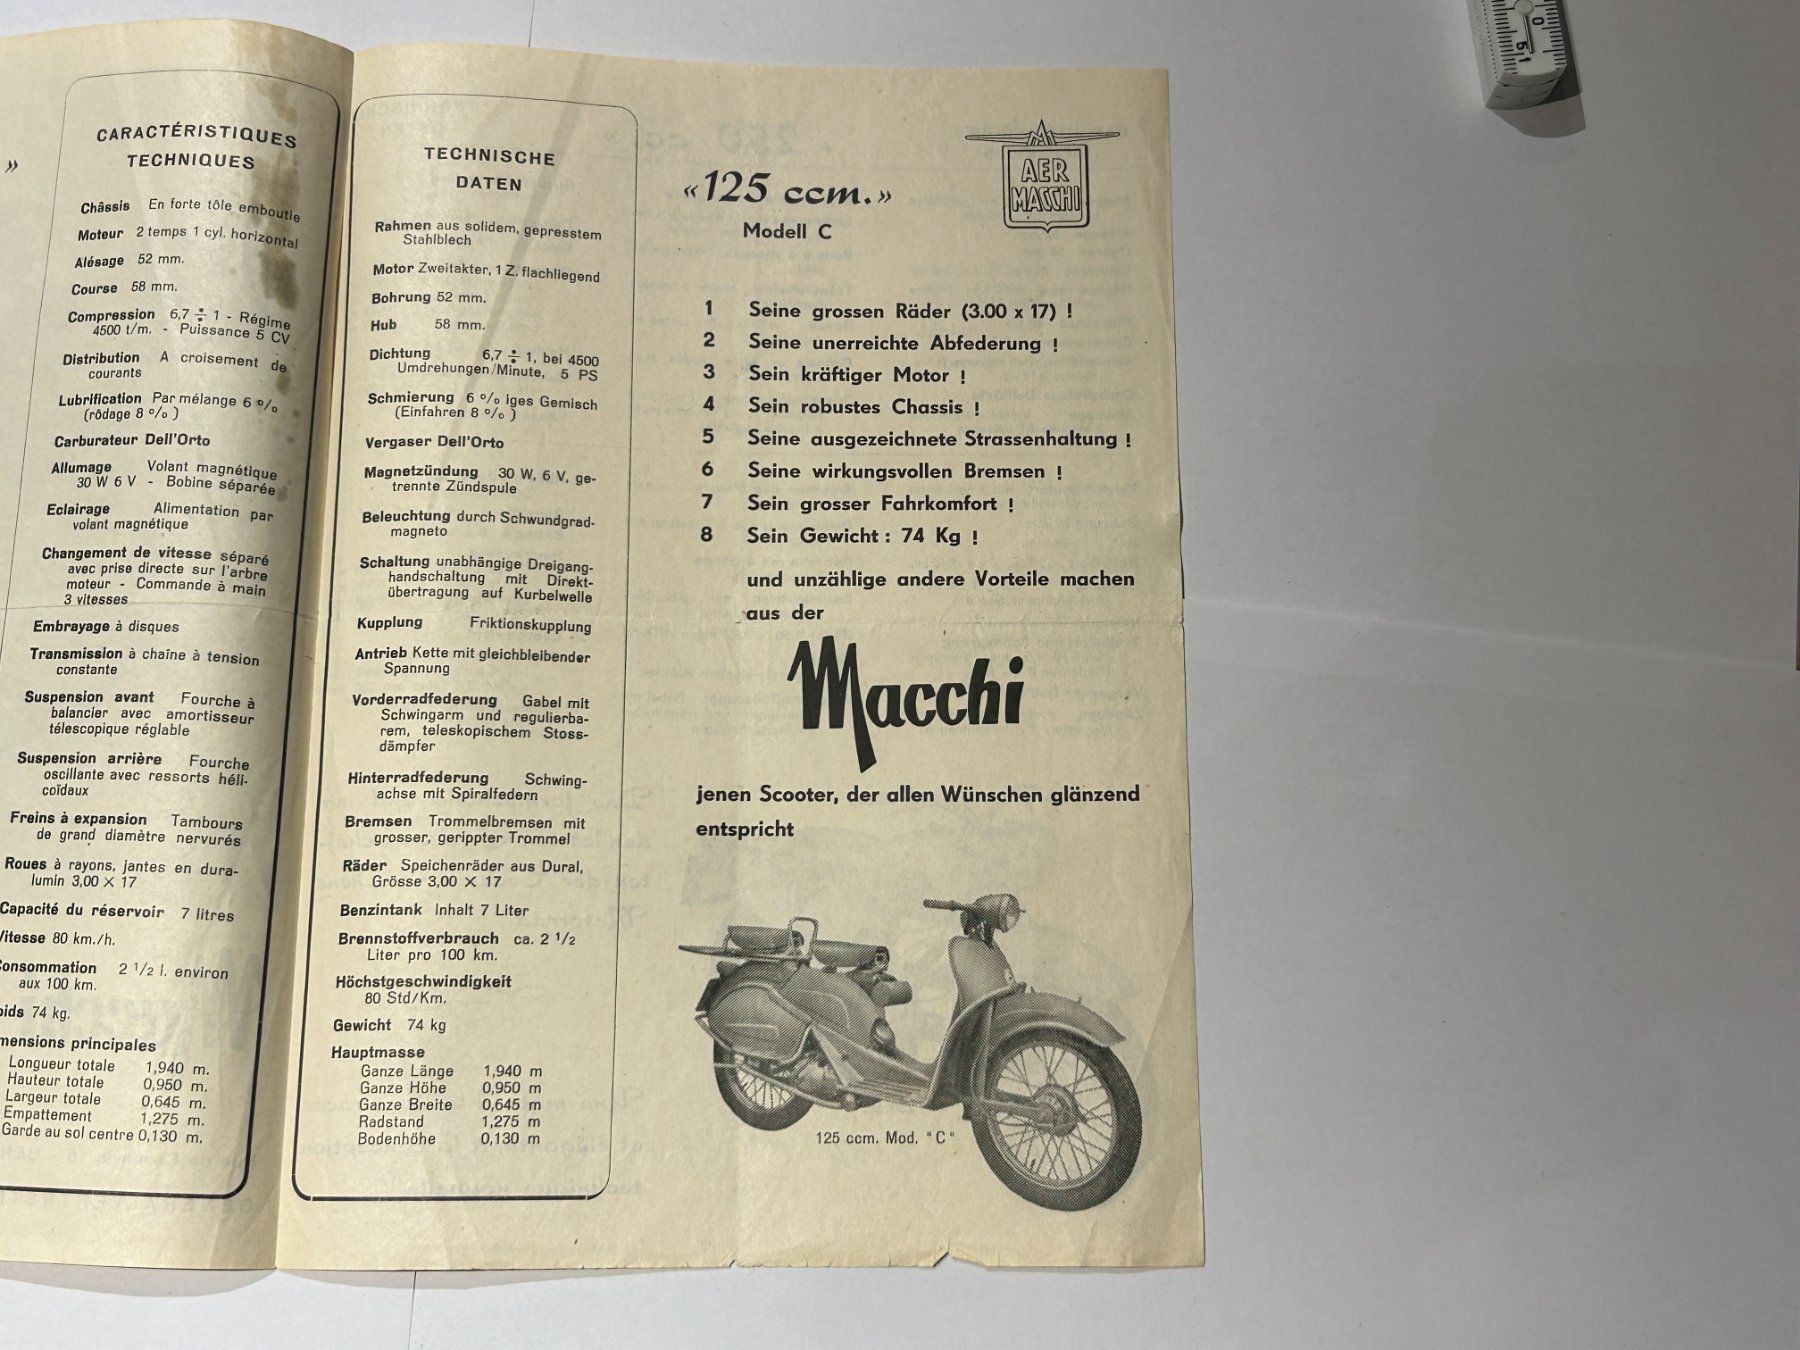 »
CARACTÉRISTIQUES
TECHNIQUES
Châssis En forte tôle emboutie
Moteur 2 temps 1 cyl. horizontal
Alésage 52 mm.
Course 58 mm.
Compression 6,7 ÷ 1 - Régime
4500 t/m. - Puissance 5 CV
Distribution A croisement de
courants
Lubrification Par mélange 6 %
(rôdage 8 %)
Carburateur Dell'Orto
Allumage Volant magnétique
30 W 6 V - Bobine séparée
Eclairage Alimentation par
volant magnétique
Changement de vitesse séparé
avec prise directe sur l'arbre
moteur - Commande à main
3 vitesses
Embrayage à disques
Transmission à chaîne à tension
constante
Suspension avant Fourche à
balancier avec amortisseur
télescopique réglable
Suspension arrière Fourche
oscillante avec ressorts héli-
coïdaux
Freins à expansion Tambours
de grand diamètre nervurés
Roues à rayons, jantes en dura-
lumin 3,00 × 17
Capacité du réservoir 7 litres
Vitesse 80 km./h.
onsommation 2 1/2 l. environ
aux 100 km.
oids 74 kg.
mensions principales
Longueur totale 1,940 m.
Hauteur totale 0,950 m.
Largeur totale 0,645 m.
Empattement 1,275 m.
Garde au sol centre 0,130 m.
TECHNISCHE
DATEN
Rahmen aus solidem, gepresstem
Stahlblech
Motor Zweitakter, 1 Z. flachliegend
Bohrung 52 mm.
Hub 58 mm.
Dichtung 6,7 ÷ 1, bei 4500
Umdrehungen/Minute, 5 PS
Schmierung 6 % iges Gemisch
(Einfahren 8 %)
Vergaser Dell'Orto
Magnetzündung 30 W, 6 V, ge-
trennte Zündspule
Beleuchtung durch Schwundgrad-
magneto
Schaltung unabhängige Dreigang-
handschaltung mit Direkt-
übertragung auf Kurbelwelle
Kupplung Friktionskupplung
Antrieb Kette mit gleichbleibender
Spannung
Vorderradfederung Gabel mit
Schwingarm und regulierba-
rem, teleskopischem Stoss-
dämpfer
Hinterradfederung Schwing-
achse mit Spiralfedern
Bremsen Trommelbremsen mit
grosser, gerippter Trommel
Räder Speichenräder aus Dural,
Grösse 3,00 × 17
Benzintank Inhalt 7 Liter
Brennstoffverbrauch ca. 2 1/2
Liter pro 100 km.
Höchstgeschwindigkeit
80 Std/Km.
Gewicht 74 kg
Hauptmasse
Ganze Länge 1,940 m
Ganze Höhe 0,950 m
Ganze Breite 0,645 m
Radstand 1,275 m
Bodenhöhe 0,130 m
AER
MACCHI
«125 ccm.»
Modell C
1 Seine grossen Räder (3.00 x 17) !
2 Seine unerreichte Abfederung !
3 Sein kräftiger Motor !
4 Sein robustes Chassis !
5 Seine ausgezeichnete Strassenhaltung !
6 Seine wirkungsvollen Bremsen !
7 Sein grosser Fahrkomfort !
8 Sein Gewicht : 74 Kg !
und unzählige andere Vorteile machen
aus der
Macchi
jenen Scooter, der allen Wünschen glänzend
entspricht
125 ccm. Mod. "C"